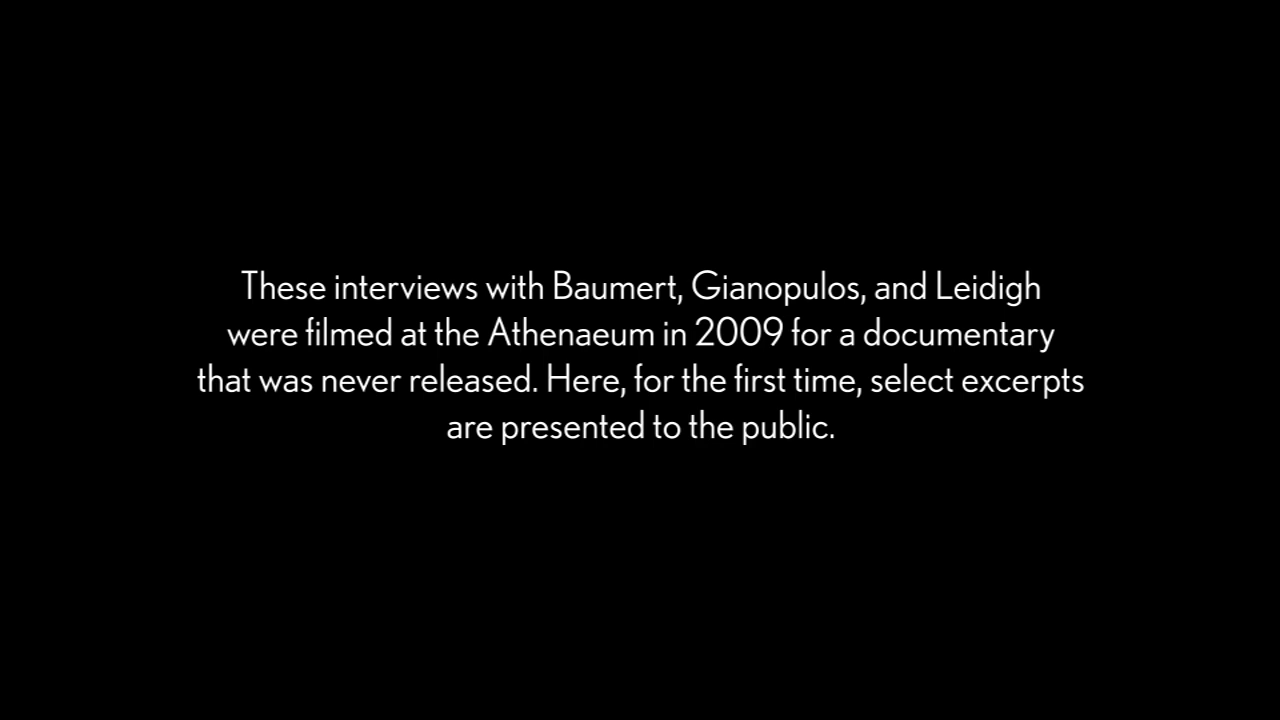 These interviews with Baumert, Gianopulos, and Leidigh
were filmed at the Athenaeum in 2009 for a documentary
that was never released. Here, for the first time, select excerpts
are presented to the public.